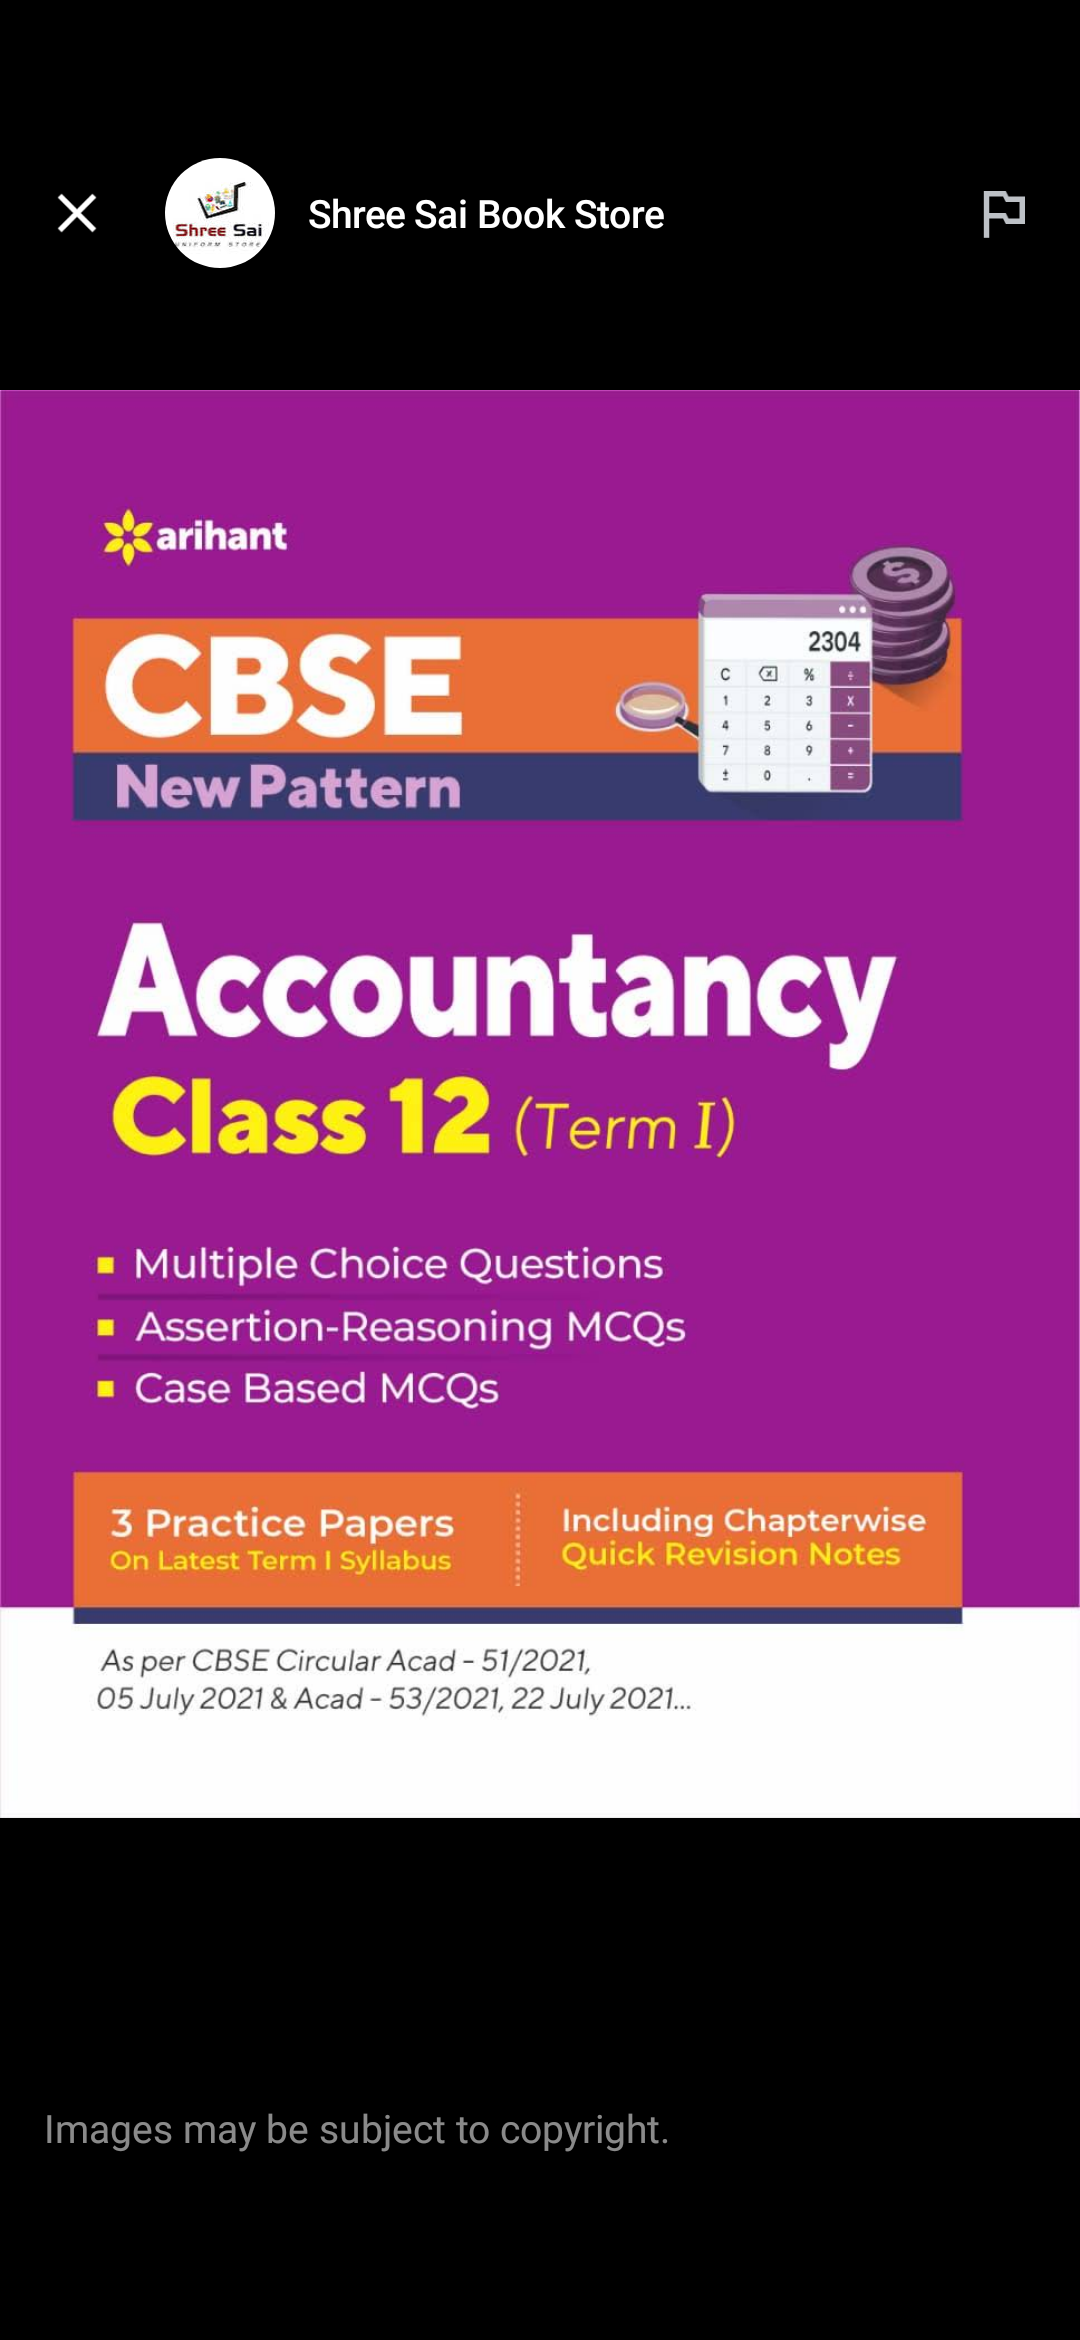 Shree Sai
UNIFORM STORE
Shree Sai Book Store
arihant
CBSE
New Pattern
2304
C % ÷
1 2 3 X
4 5 6 -
7 8 9 +
± 0 . =
Accountancy
Class 12 (Term I)
Multiple Choice Questions
Assertion-Reasoning MCQs
Case Based MCQs
3 Practice Papers
On Latest Term I Syllabus
Including Chapterwise
Quick Revision Notes
As per CBSE Circular Acad - 51/2021,
05 July 2021 & Acad - 53/2021, 22 July 2021...
Images may be subject to copyright.